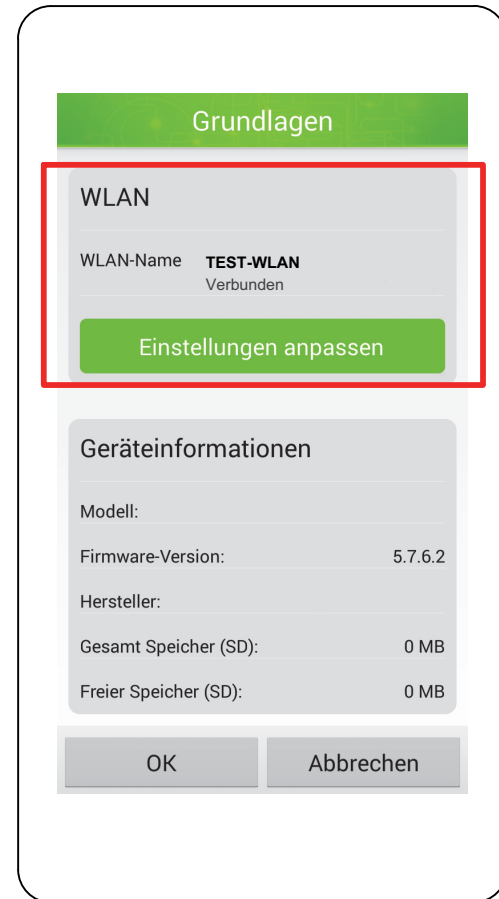 Grundlagen
WLAN
WLAN-Name TEST-WLAN
Verbunden
Einstellungen anpassen
Geräteinformationen
Modell:
Firmware-Version: 5.7.6.2
Hersteller:
Gesamt Speicher (SD): 0 MB
Freier Speicher (SD): 0 MB
OK Abbrechen